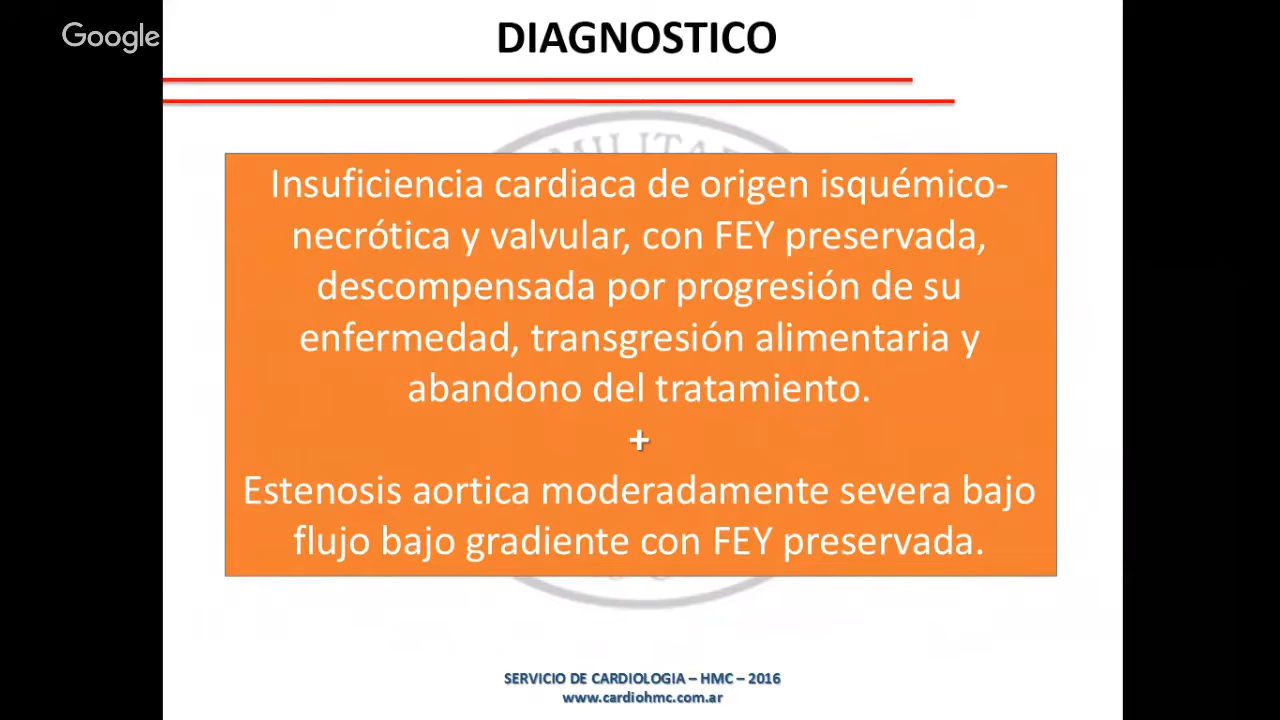 Google
DIAGNOSTICO
MILITA
Insuficiencia cardiaca de origen isquémico-
necrótica y valvular, con FEY preservada,
descompensada por progresión de su
enfermedad, transgresión alimentaria y
abandono del tratamiento.
+
Estenosis aortica moderadamente severa bajo
flujo bajo gradiente con FEY preservada.
SERVICIO DE CARDIOLOGIA – HMC – 2016
www.cardiohmc.com.ar